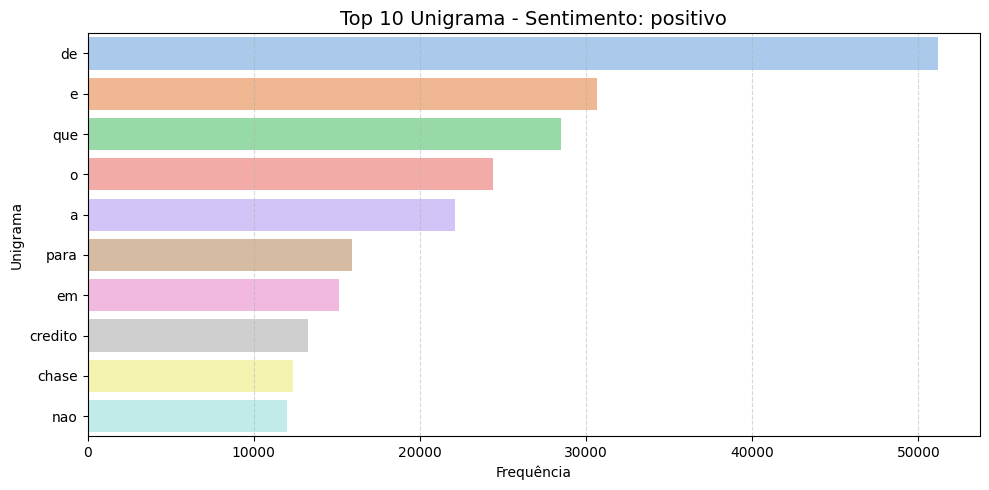 Top 10 Unigrama - Sentimento: positivo
Unigrama
de
e
que
o
a
para
em
credito
chase
nao
0 10000 20000 30000 40000 50000
Frequência